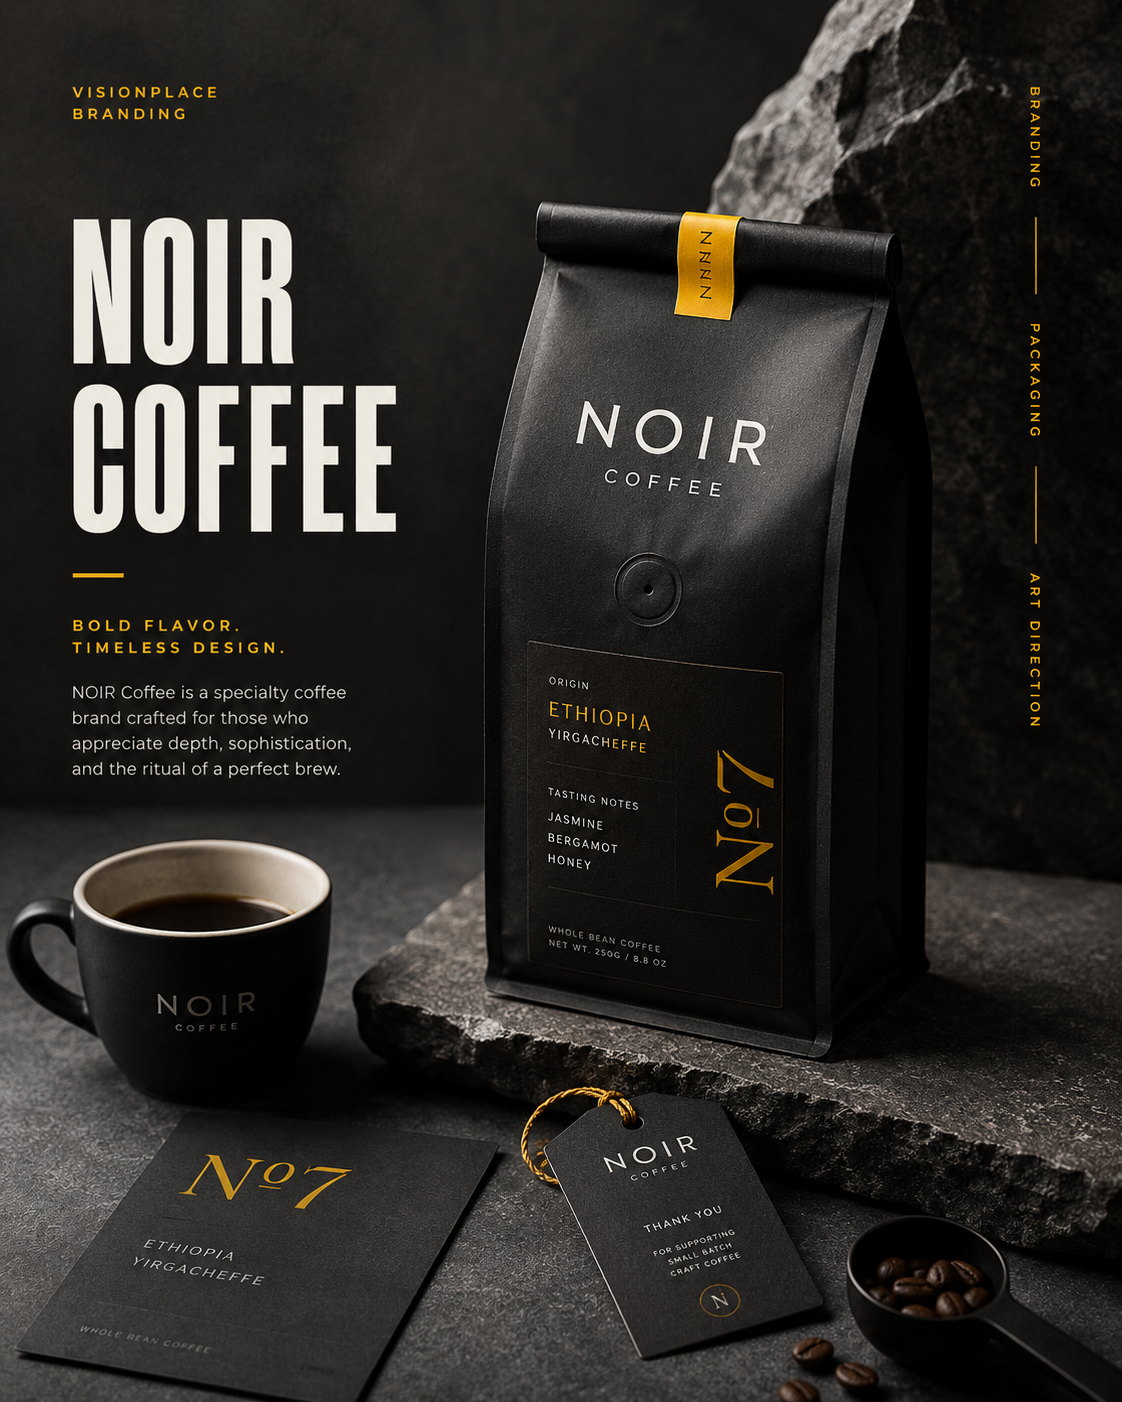 VISIONPLACE
BRANDING
NOIR
COFFEE
BOLD FLAVOR.
TIMELESS DESIGN.
NOIR Coffee is a specialty coffee
brand crafted for those who
appreciate depth, sophistication,
and the ritual of a perfect brew.
BRANDING
PACKAGING
ART DIRECTION
NNNN
NOIR
COFFEE
ORIGIN
ETHIOPIA
YIRGACHEFFE
TASTING NOTES
JASMINE
BERGAMOT
HONEY
WHOLE BEAN COFFEE
NET WT. 250G / 8.8 OZ
Nº7
NOIR
COFFEE
Nº7
ETHIOPIA
YIRGACHEFFE
WHOLE BEAN COFFEE
NOIR
COFFEE
THANK YOU
FOR SUPPORTING
SMALL BATCH
CRAFT COFFEE
N